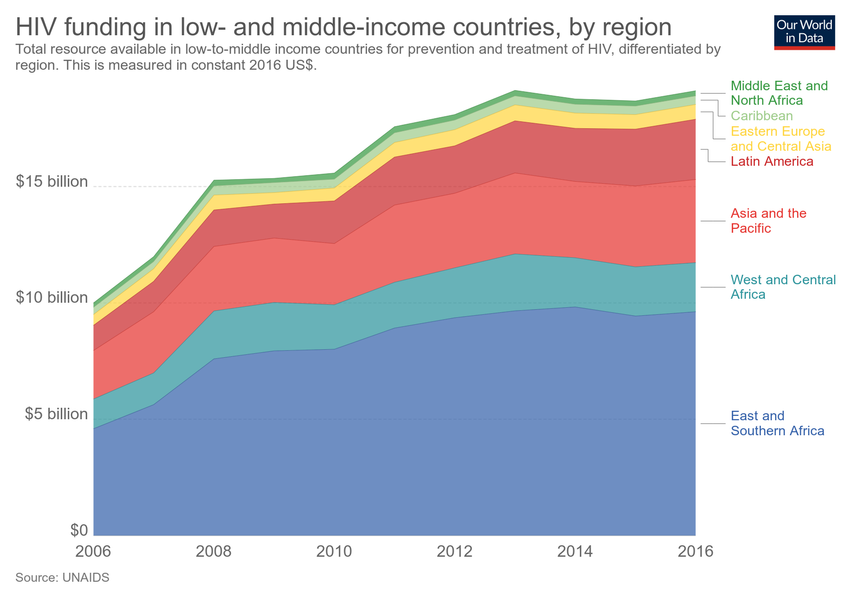 HIV funding in low- and middle-income countries, by region
Total resource available in low-to-middle income countries for prevention and treatment of HIV, differentiated by
region. This is measured in constant 2016 US$.
Our World
in Data
Middle East and
North Africa
Caribbean
Eastern Europe
and Central Asia
Latin America
$15 billion
Asia and the
Pacific
West and Central
Africa
$10 billion
$5 billion
East and
Southern Africa
$0
2006
2008
2010
2012
2014
2016
Source: UNAIDS